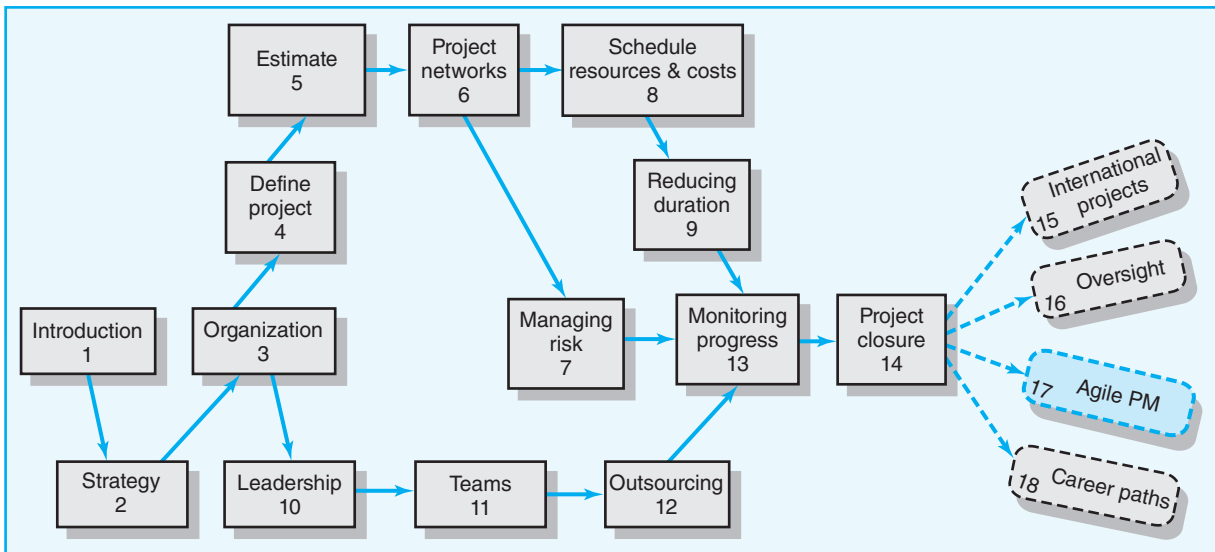 Estimate
5
Project
networks
6
Schedule
resources & costs
8
Define
project
4
Reducing
duration
9
International
projects
15
Oversight
16
Introduction
1
Organization
3
Managing
risk
7
Monitoring
progress
13
Project
closure
14
Agile PM
17
Strategy
2
Leadership
10
Teams
11
Outsourcing
12
Career paths
18